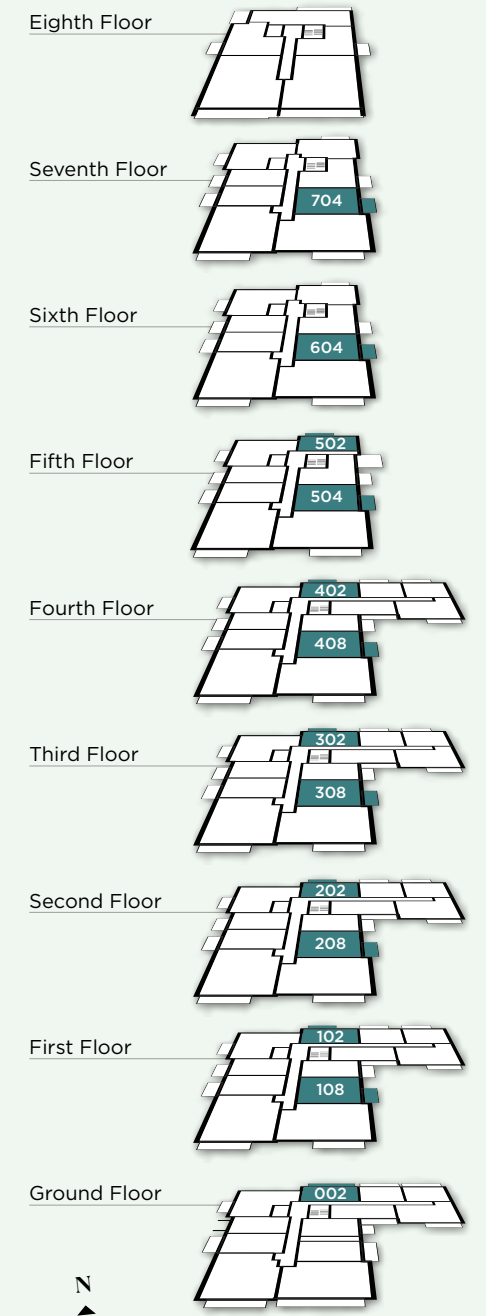 Eighth Floor
Seventh Floor
704
Sixth Floor
604
502
Fifth Floor
504
402
Fourth Floor
408
302
Third Floor
308
202
Second Floor
208
102
First Floor
108
Ground Floor
002
N